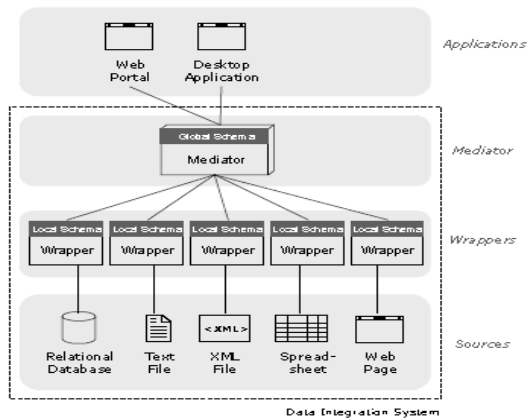 Web
Portal
Desktop
Application
Applications
Global Schema
Mediator
Mediator
Local Schema
Wrapper
Local Schema
Wrapper
Local Schema
Wrapper
Local Schema
Wrapper
Local Schema
Wrapper
Wrappers
Relational
Database
Text
File
<XML>
XML
File
Spread-
sheet
Web
Page
Sources
Data Integration System